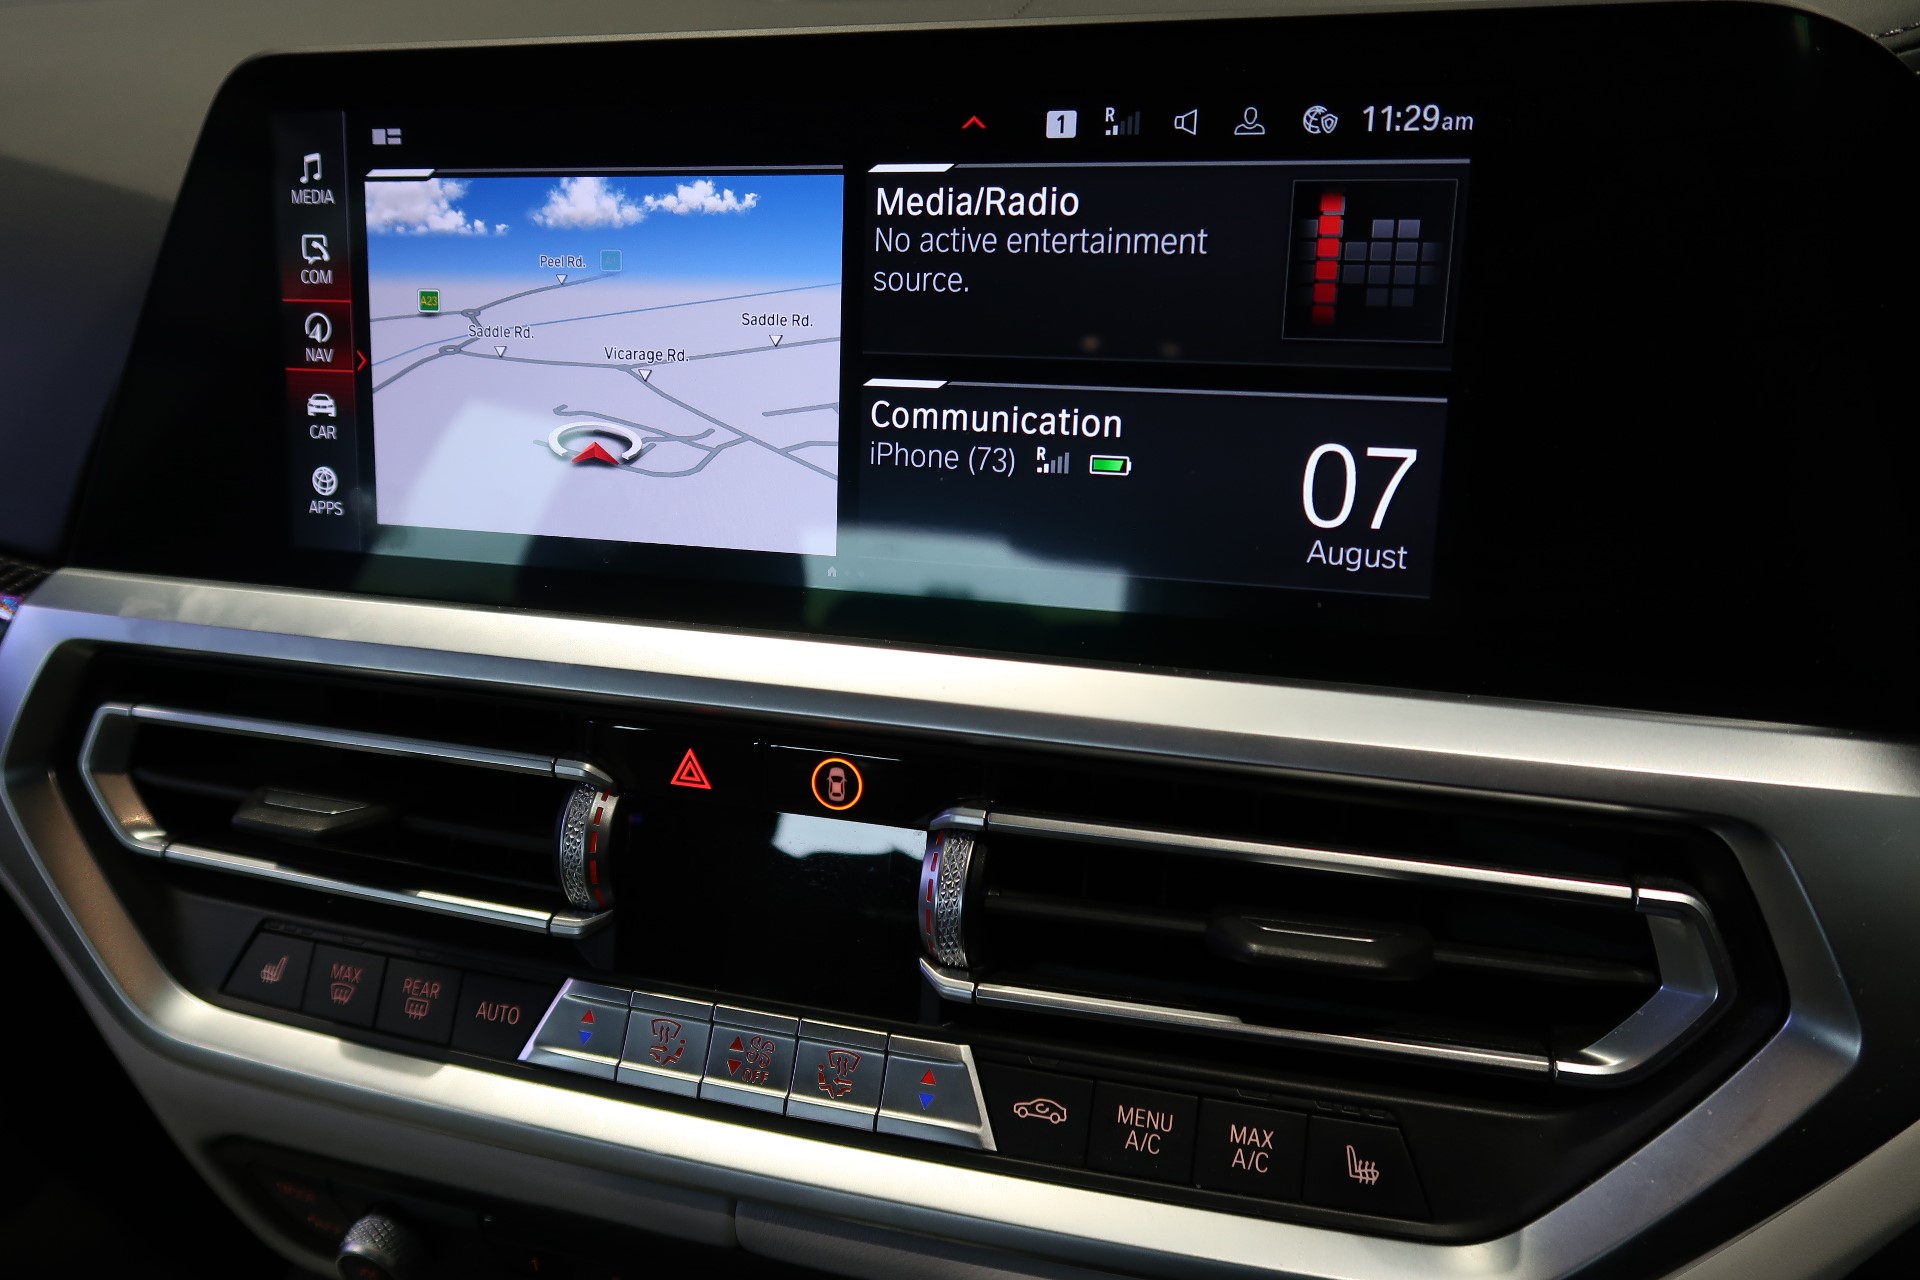 1
R
11:29am
MEDIA
COM
NAV
CAR
APPS
Peel Rd.
A23
Saddle Rd.
Saddle Rd.
Vicarage Rd.
Media/Radio
No active entertainment
source.
Communication
iPhone (73) R
07
August
MAX
REAR
AUTO
OFF
MENU
A/C
MAX
A/C